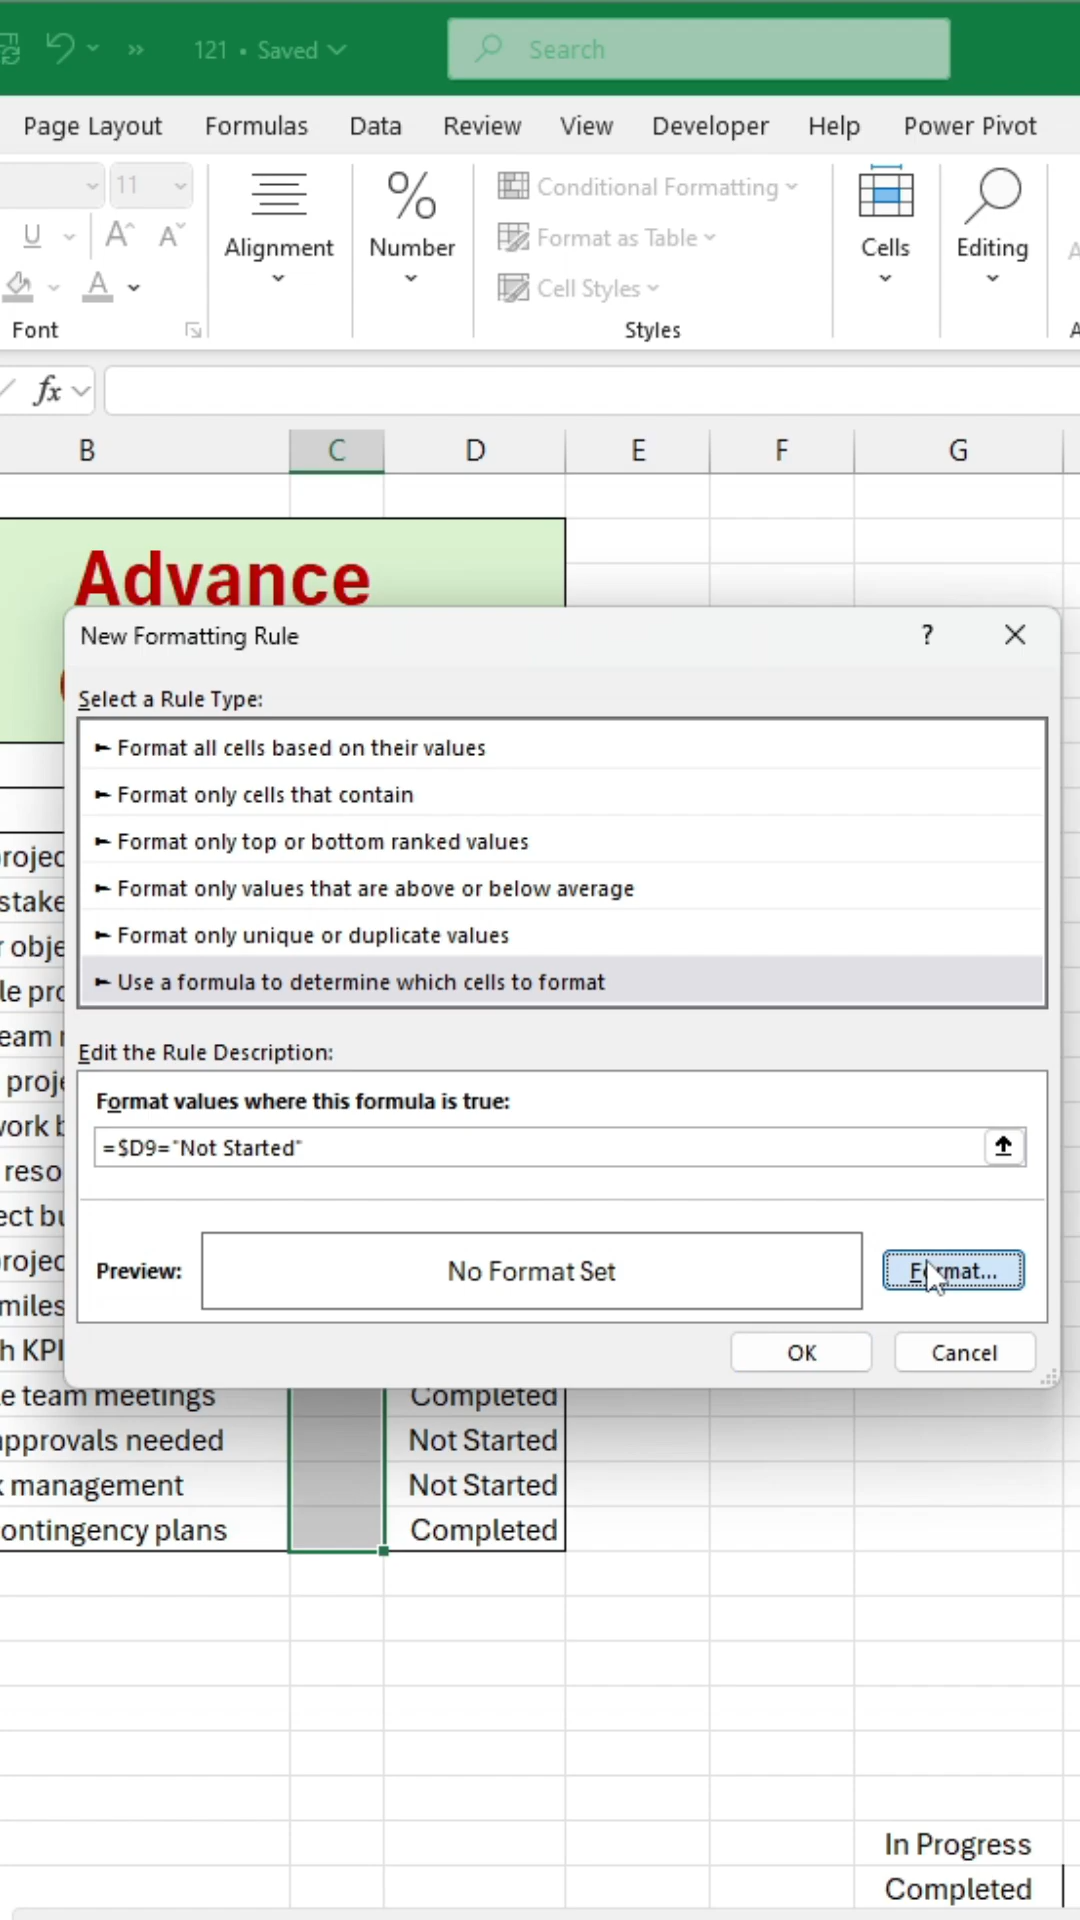 121 • Saved
Search
Page Layout Formulas Data Review View Developer Help Power Pivot
11
Conditional Formatting
U A A
Format as Table
Alignment Number Cells Editing
A
Cell Styles
Font Styles
fx
B C D E F G
Advance
New Formatting Rule ?
Select a Rule Type:
► Format all cells based on their values
► Format only cells that contain
► Format only top or bottom ranked values
► Format only values that are above or below average
► Format only unique or duplicate values
► Use a formula to determine which cells to format
Edit the Rule Description:
Format values where this formula is true:
=$D9="Not Started"
Preview: No Format Set Format...
OK Cancel
e team meetings Completed
approvals needed Not Started
management Not Started
ontingency plans Completed
In Progress
Completed